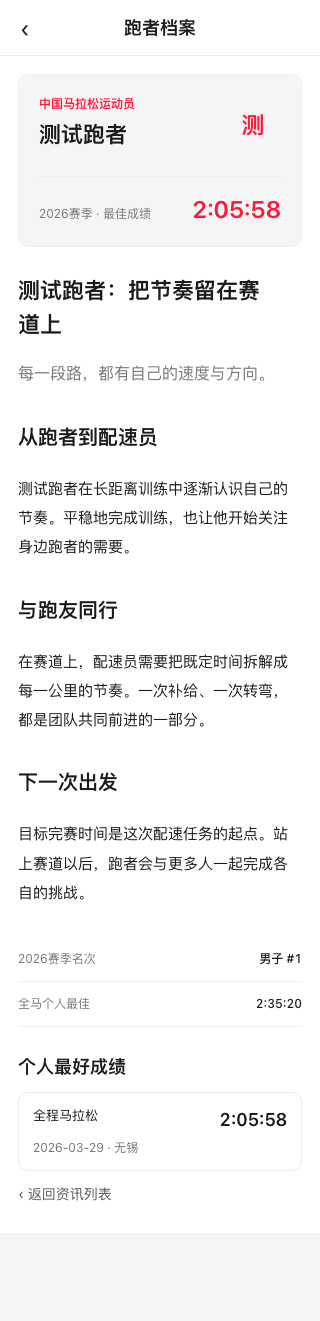 ‹
跑者档案
中国马拉松运动员
测试跑者
测
2026赛季 · 最佳成绩
2:05:58
测试跑者：把节奏留在赛
道上
每一段路，都有自己的速度与方向。
从跑者到配速员
测试跑者在长距离训练中逐渐认识自己的
节奏。平稳地完成训练，也让他开始关注
身边跑者的需要。
与跑友同行
在赛道上，配速员需要把既定时间拆解成
每一公里的节奏。一次补给、一次转弯，
都是团队共同前进的一部分。
下一次出发
目标完赛时间是这次配速任务的起点。站
上赛道以后，跑者会与更多人一起完成各
自的挑战。
2026赛季名次
男子 #1
全马个人最佳
2:35:20
个人最好成绩
全程马拉松
2:05:58
2026-03-29 · 无锡
‹ 返回资讯列表